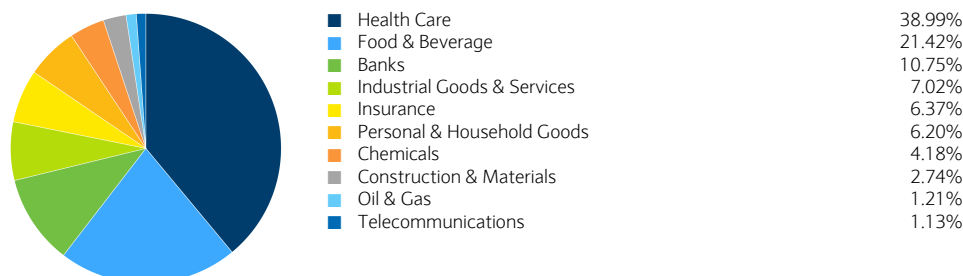 Health Care 38.99%
Food & Beverage 21.42%
Banks 10.75%
Industrial Goods & Services 7.02%
Insurance 6.37%
Personal & Household Goods 6.20%
Chemicals 4.18%
Construction & Materials 2.74%
Oil & Gas 1.21%
Telecommunications 1.13%